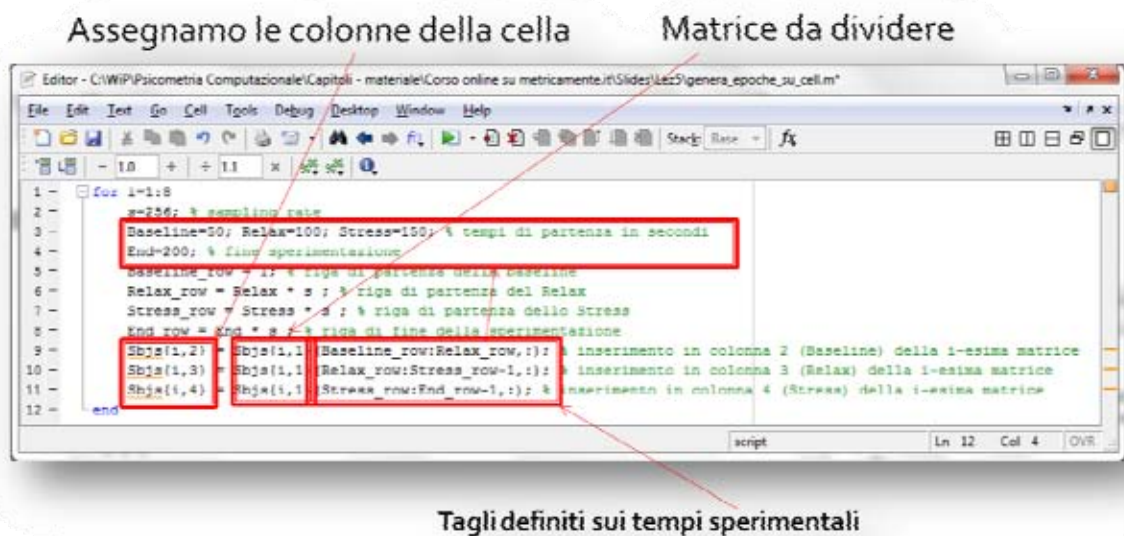 Assegnamo le colonne della cella
Matrice da dividere
Editor - C:\WiP\Psicometria Computazionale\Capitoli - materiale\Corso online su metricamente.it\Slides\Lez5\genera_epoche_su_cell.m*
File Edit Text Go Cell Tools Debug Desktop Window Help
Stack: Base fx
- 1.0 + ÷ 1.1 ×
1 - for i=1:8
2 - s=256; % sampling rate
3 - Baseline=50; Relax=100; Stress=150; % tempi di partenza in secondi
4 - End=200; % fine sperimentazione
5 - Baseline_row = 1; % riga di partenza della baseline
6 - Relax_row = Relax * s ; % riga di partenza del Relax
7 - Stress_row = Stress * s ; % riga di partenza dello Stress
8 - End_row = End * s ; % riga di fine della sperimentazione
9 - Sbjs{i,2} = Sbjs{i,1}(Baseline_row:Relax_row,:); % inserimento in colonna 2 (Baseline) della i-esima matrice
10 - Sbjs{i,3} = Sbjs{i,1}(Relax_row:Stress_row-1,:); % inserimento in colonna 3 (Relax) della i-esima matrice
11 - Sbjs{i,4} = Sbjs{i,1}(Stress_row:End_row-1,:); % inserimento in colonna 4 (Stress) della i-esima matrice
12 - end
script Ln 12 Col 4 OVR
Tagli definiti sui tempi sperimentali